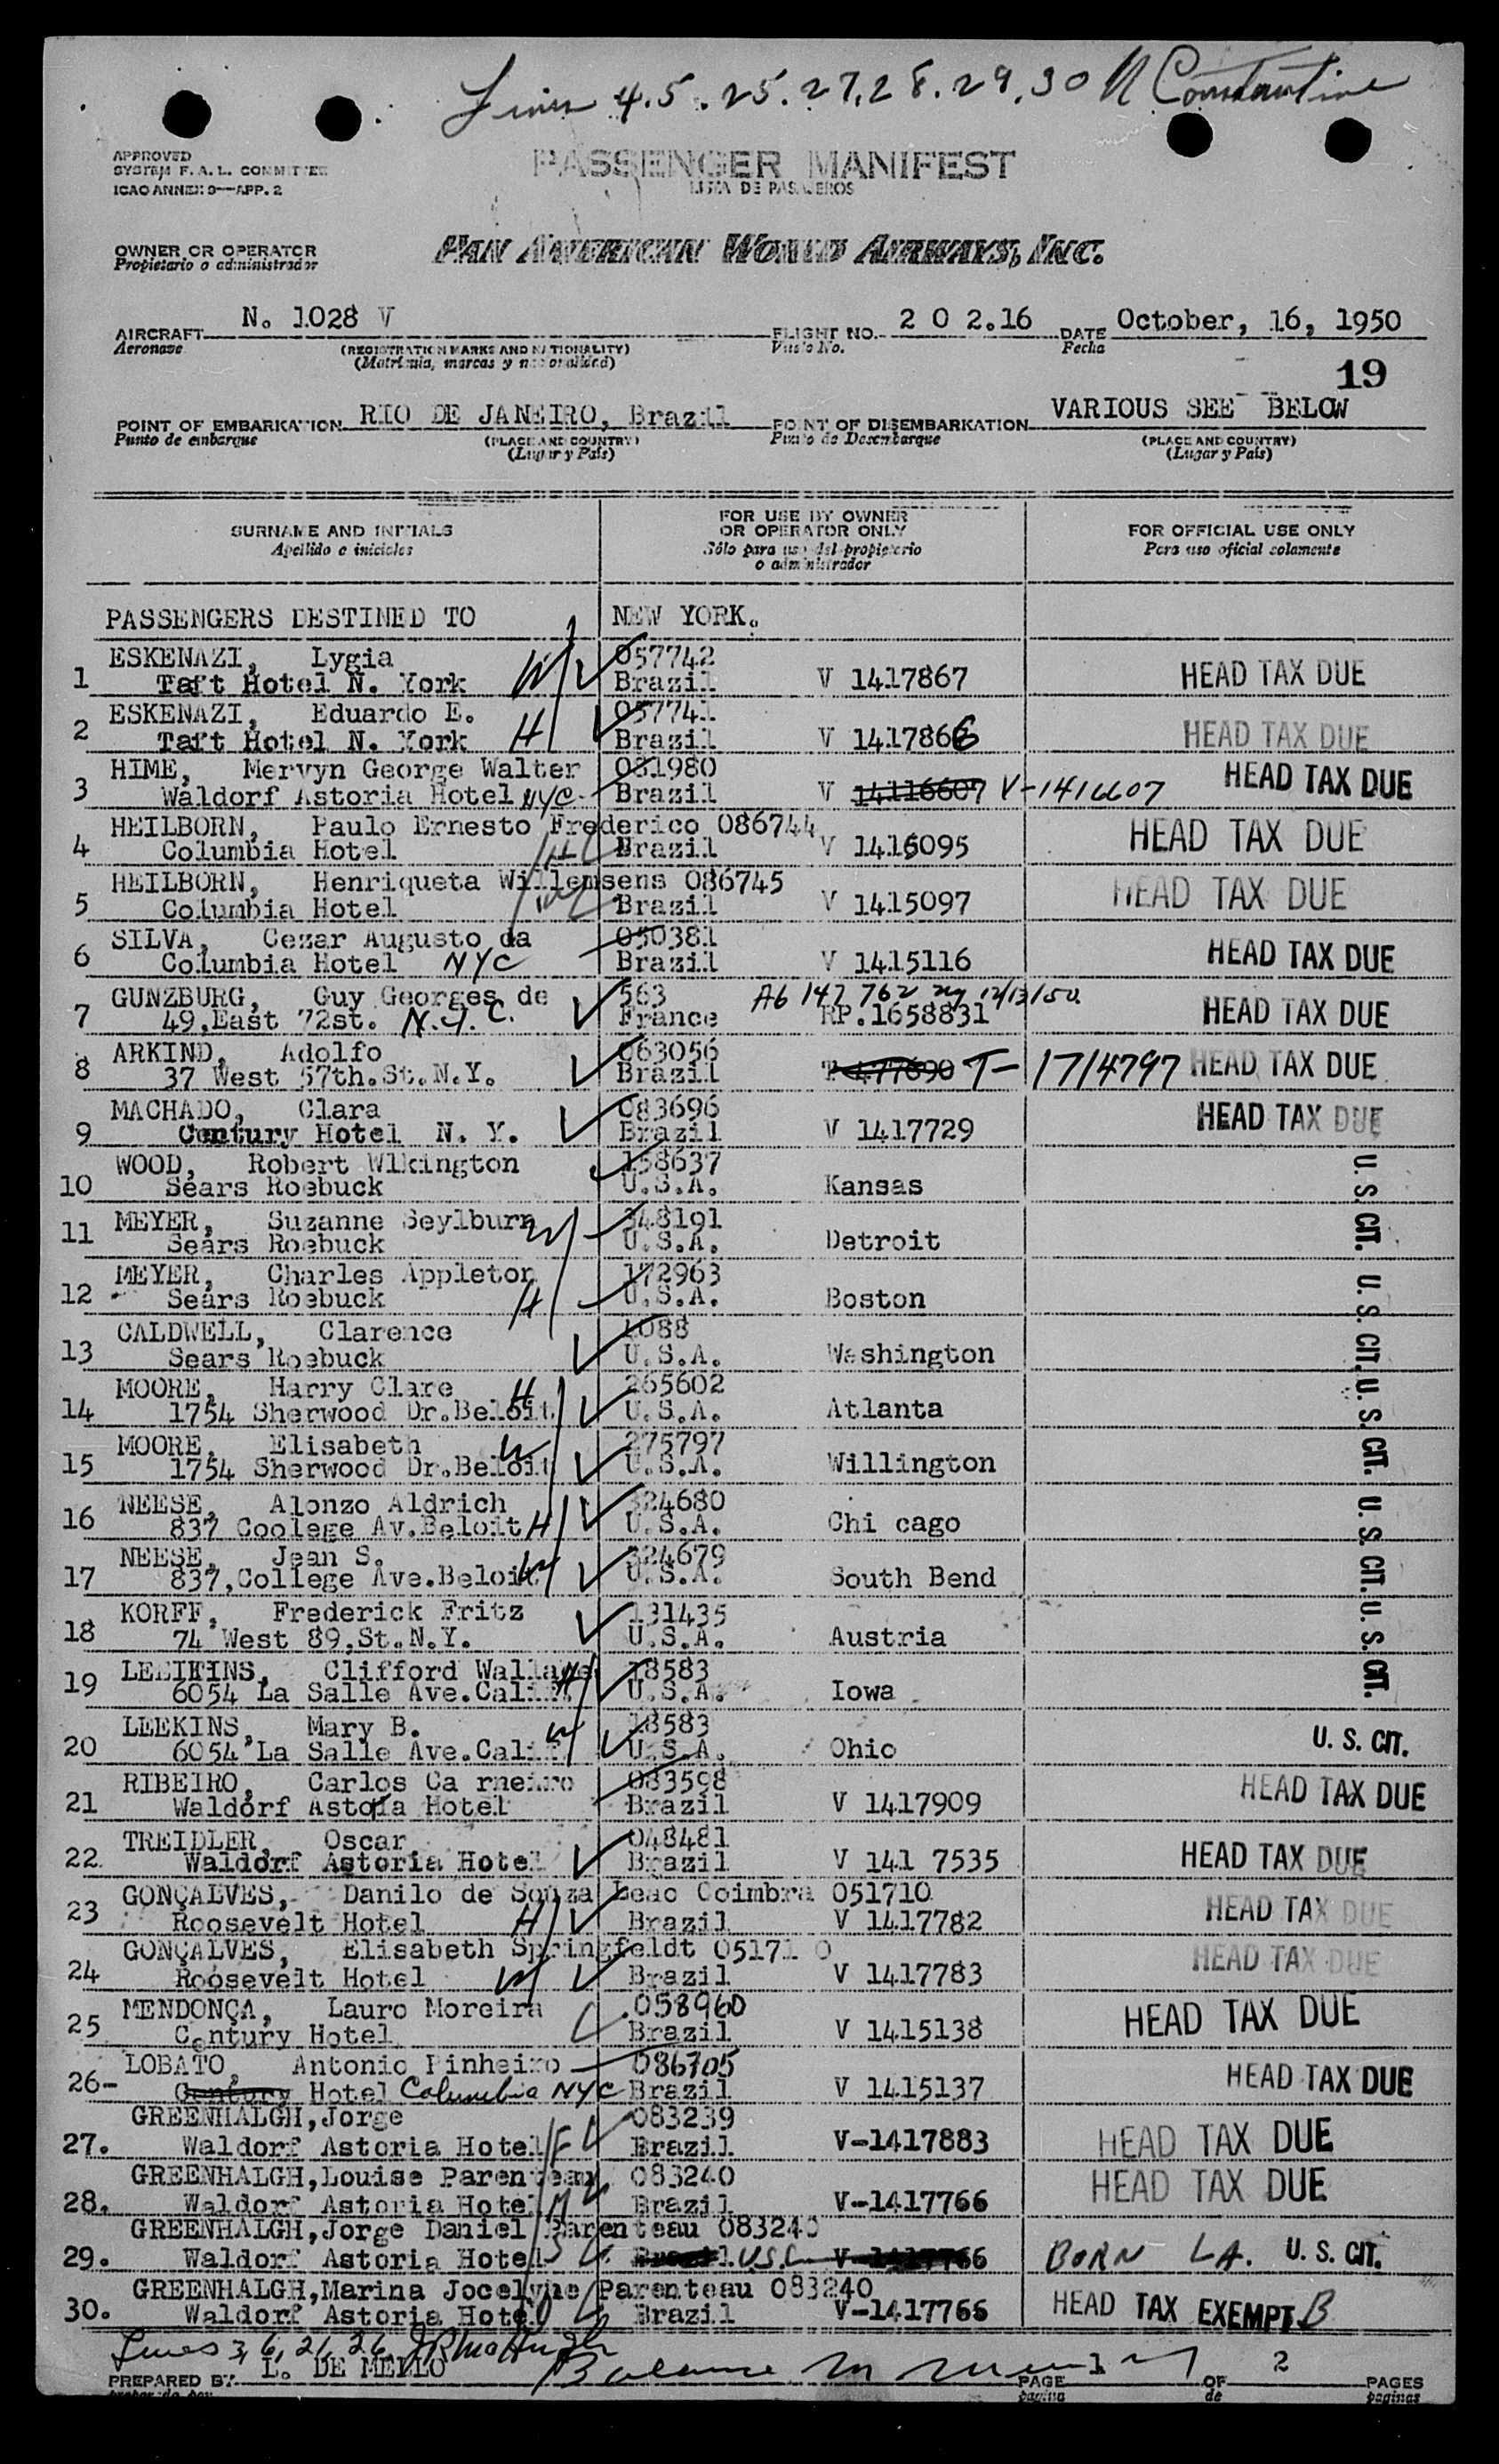 Lines 4.5.25.27.28.29.30 N Constantine
APPROVED
SYSTEM F. A. L. COMMITTEE
ICAO ANNEX 9—APP. 2
PASSENGER MANIFEST
LISTA DE PASAJEROS
OWNER OR OPERATOR
Propietario o administrador
PAN AMERICAN WORLD AIRWAYS, INC.
AIRCRAFT N. 1028 V FLIGHT NO. 2 0 2.16 DATE October, 16, 1950
Aeronave (REGISTRATION MARKS AND NATIONALITY) Vuelo No. Fecha
(Matrícula, marcas y nacionalidad)
19
POINT OF EMBARKATION RIO DE JANEIRO, Brazil POINT OF DISEMBARKATION VARIOUS SEE BELOW
Punto de embarque (PLACE AND COUNTRY) Punto de Desembarque (PLACE AND COUNTRY)
(Lugar y País) (Lugar y País)
SURNAME AND INITIALS FOR USE BY OWNER OR OPERATOR ONLY FOR OFFICIAL USE ONLY
Apellido e iniciales Sólo para uso del propietario o administrador Para uso oficial solamente
PASSENGERS DESTINED TO NEW YORK.
ESKENAZI, Lygia 057742
1 Taft Hotel N. York W Brazil V 1417867 HEAD TAX DUE
ESKENAZI, Eduardo E. 057741
2 Taft Hotel N. York H Brazil V 1417866 HEAD TAX DUE
HIME, Mervyn George Walter 081980
3 Waldorf Astoria Hotel NYC Brazil V 14116607 V-1416607 HEAD TAX DUE
HEILBORN, Paulo Ernesto Frederico 086744
4 Columbia Hotel H Brazil V 1415095 HEAD TAX DUE
HEILBORN, Henriqueta Willemsens 086745
5 Columbia Hotel W Brazil V 1415097 HEAD TAX DUE
SILVA, Cezar Augusto da 050381
6 Columbia Hotel NYC Brazil V 1415116 HEAD TAX DUE
GUNZBURG, Guy Georges de 563 A6 147 762 12/13/50
7 49,East 72st. N.Y.C. France RP.1658831 HEAD TAX DUE
ARKIND, Adolfo 063056
8 37 West 57th.St.N.Y. Brazil T 477690 T-1714797 HEAD TAX DUE
MACHADO, Clara 083696
9 Century Hotel N. Y. Brazil V 1417729 HEAD TAX DUE
WOOD, Robert Wlkington 158637
10 Sears Roebuck U.S.A. Kansas U. S. CIT.
MEYER, Suzanne Seylburn 348191
11 Sears Roebuck W U.S.A. Detroit
MEYER, Charles Appleton 172963
12 Sears Roebuck H U.S.A. Boston U. S. CIT.
CALDWELL, Clarence 1088
13 Sears Roebuck U.S.A. Washington
MOORE, Harry Clare 265602
14 1754 Sherwood Dr.Beloit H U.S.A. Atlanta U. S. CIT.
MOORE, Elisabeth 275797
15 1754 Sherwood Dr.Beloit W U.S.A. Willington
NEESE, Alonzo Aldrich 324680
16 837 Coolege Av.Beloit H U.S.A. Chi cago U. S. CIT.
NEESE, Jean S. 324679
17 837,College Ave.Beloit W U.S.A. South Bend
KORFF, Frederick Fritz 131435
18 74 West 89.St.N.Y. U.S.A. Austria U. S. CIT.
LEEKINS, Clifford Wallace 18583
19 6054 La Salle Ave.Calif. H U.S.A. Iowa
LEEKINS, Mary B. 18583
20 6054 La Salle Ave.Calif. W U.S.A. Ohio U. S. CIT.
RIBEIRO, Carlos Ca rneiro 083598
21 Waldorf Astoria Hotel Brazil V 1417909 HEAD TAX DUE
TREIDLER, Oscar 048481
22 Waldorf Astoria Hotel Brazil V 141 7535 HEAD TAX DUE
GONÇALVES, Danilo de Souza Leao Coimbra 051710
23 Roosevelt Hotel H Brazil V 1417782 HEAD TAX DUE
GONÇALVES, Elisabeth Springfeldt 05171 0
24 Roosevelt Hotel W Brazil V 1417783 HEAD TAX DUE
MENDONÇA, Lauro Moreira 058960
25 Century Hotel Brazil V 1415138 HEAD TAX DUE
LOBATO, Antonio Pinheiro 086705
26- Century Hotel Columbia NYC Brazil V 1415137 HEAD TAX DUE
GREENHALGH,Jorge 083239
27. Waldorf Astoria Hotel F Brazil V-1417883 HEAD TAX DUE
GREENHALGH,Louise Parenteau 083240
28. Waldorf Astoria Hotel M Brazil V-1417766 HEAD TAX DUE
GREENHALGH,Jorge Daniel Parenteau 083240
29. Waldorf Astoria Hotel S Brazil U.S.C. V-1417766 BORN LA. U. S. CIT.
GREENHALGH,Marina Jocelyne Parenteau 083240
30. Waldorf Astoria Hotel D Brazil V-1417766 HEAD TAX EXEMPT B
Lines 3, 6, 21, 26
PREPARED BY L. DE MELLO Balance PAGE 1 OF 2 PAGES
página de páginas